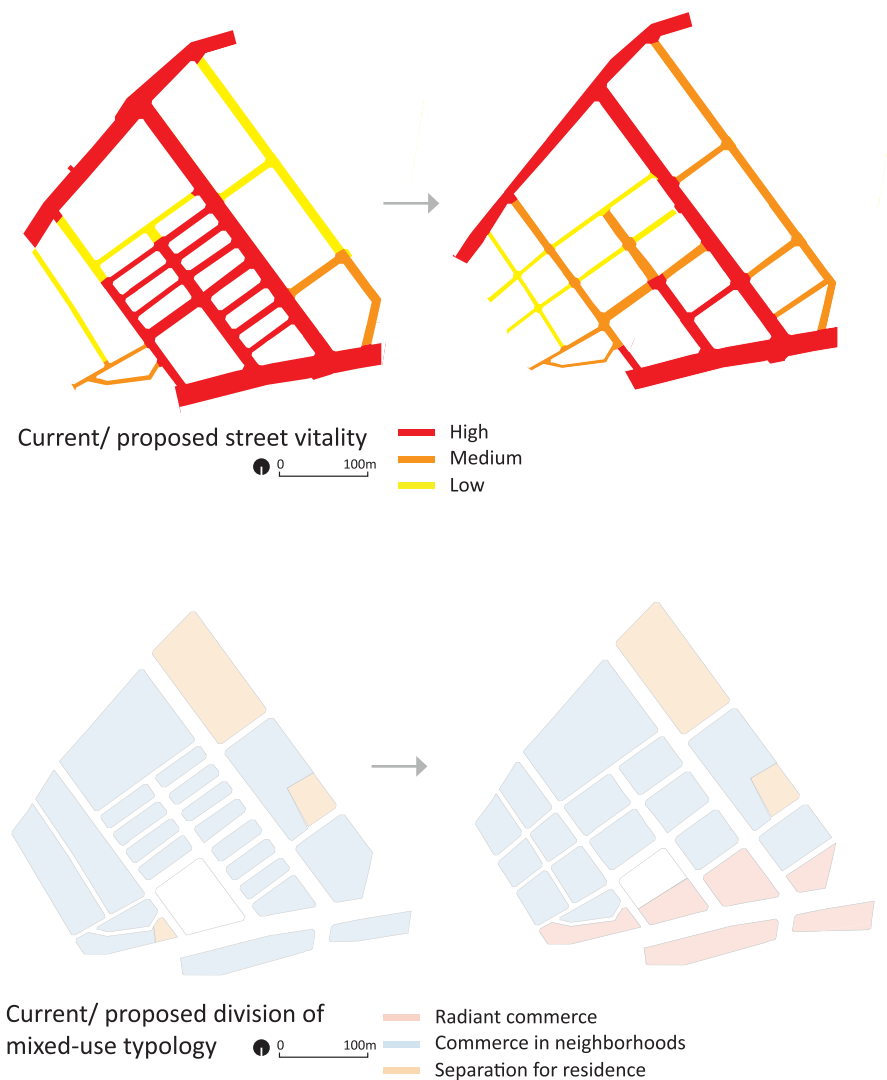 Current/ proposed street vitality
0 100m
High
Medium
Low
Current/ proposed division of
mixed-use typology
0 100m
Radiant commerce
Commerce in neighborhoods
Separation for residence